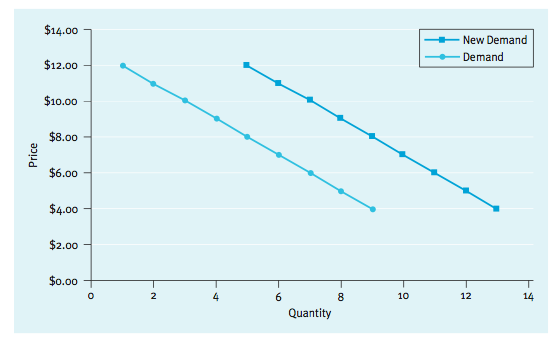 $14.00
New Demand
Demand
$12.00
$10.00
$8.00
Price
$6.00
$4.00
$2.00
$0.00
0 2 4 6 8 10 12 14
Quantity